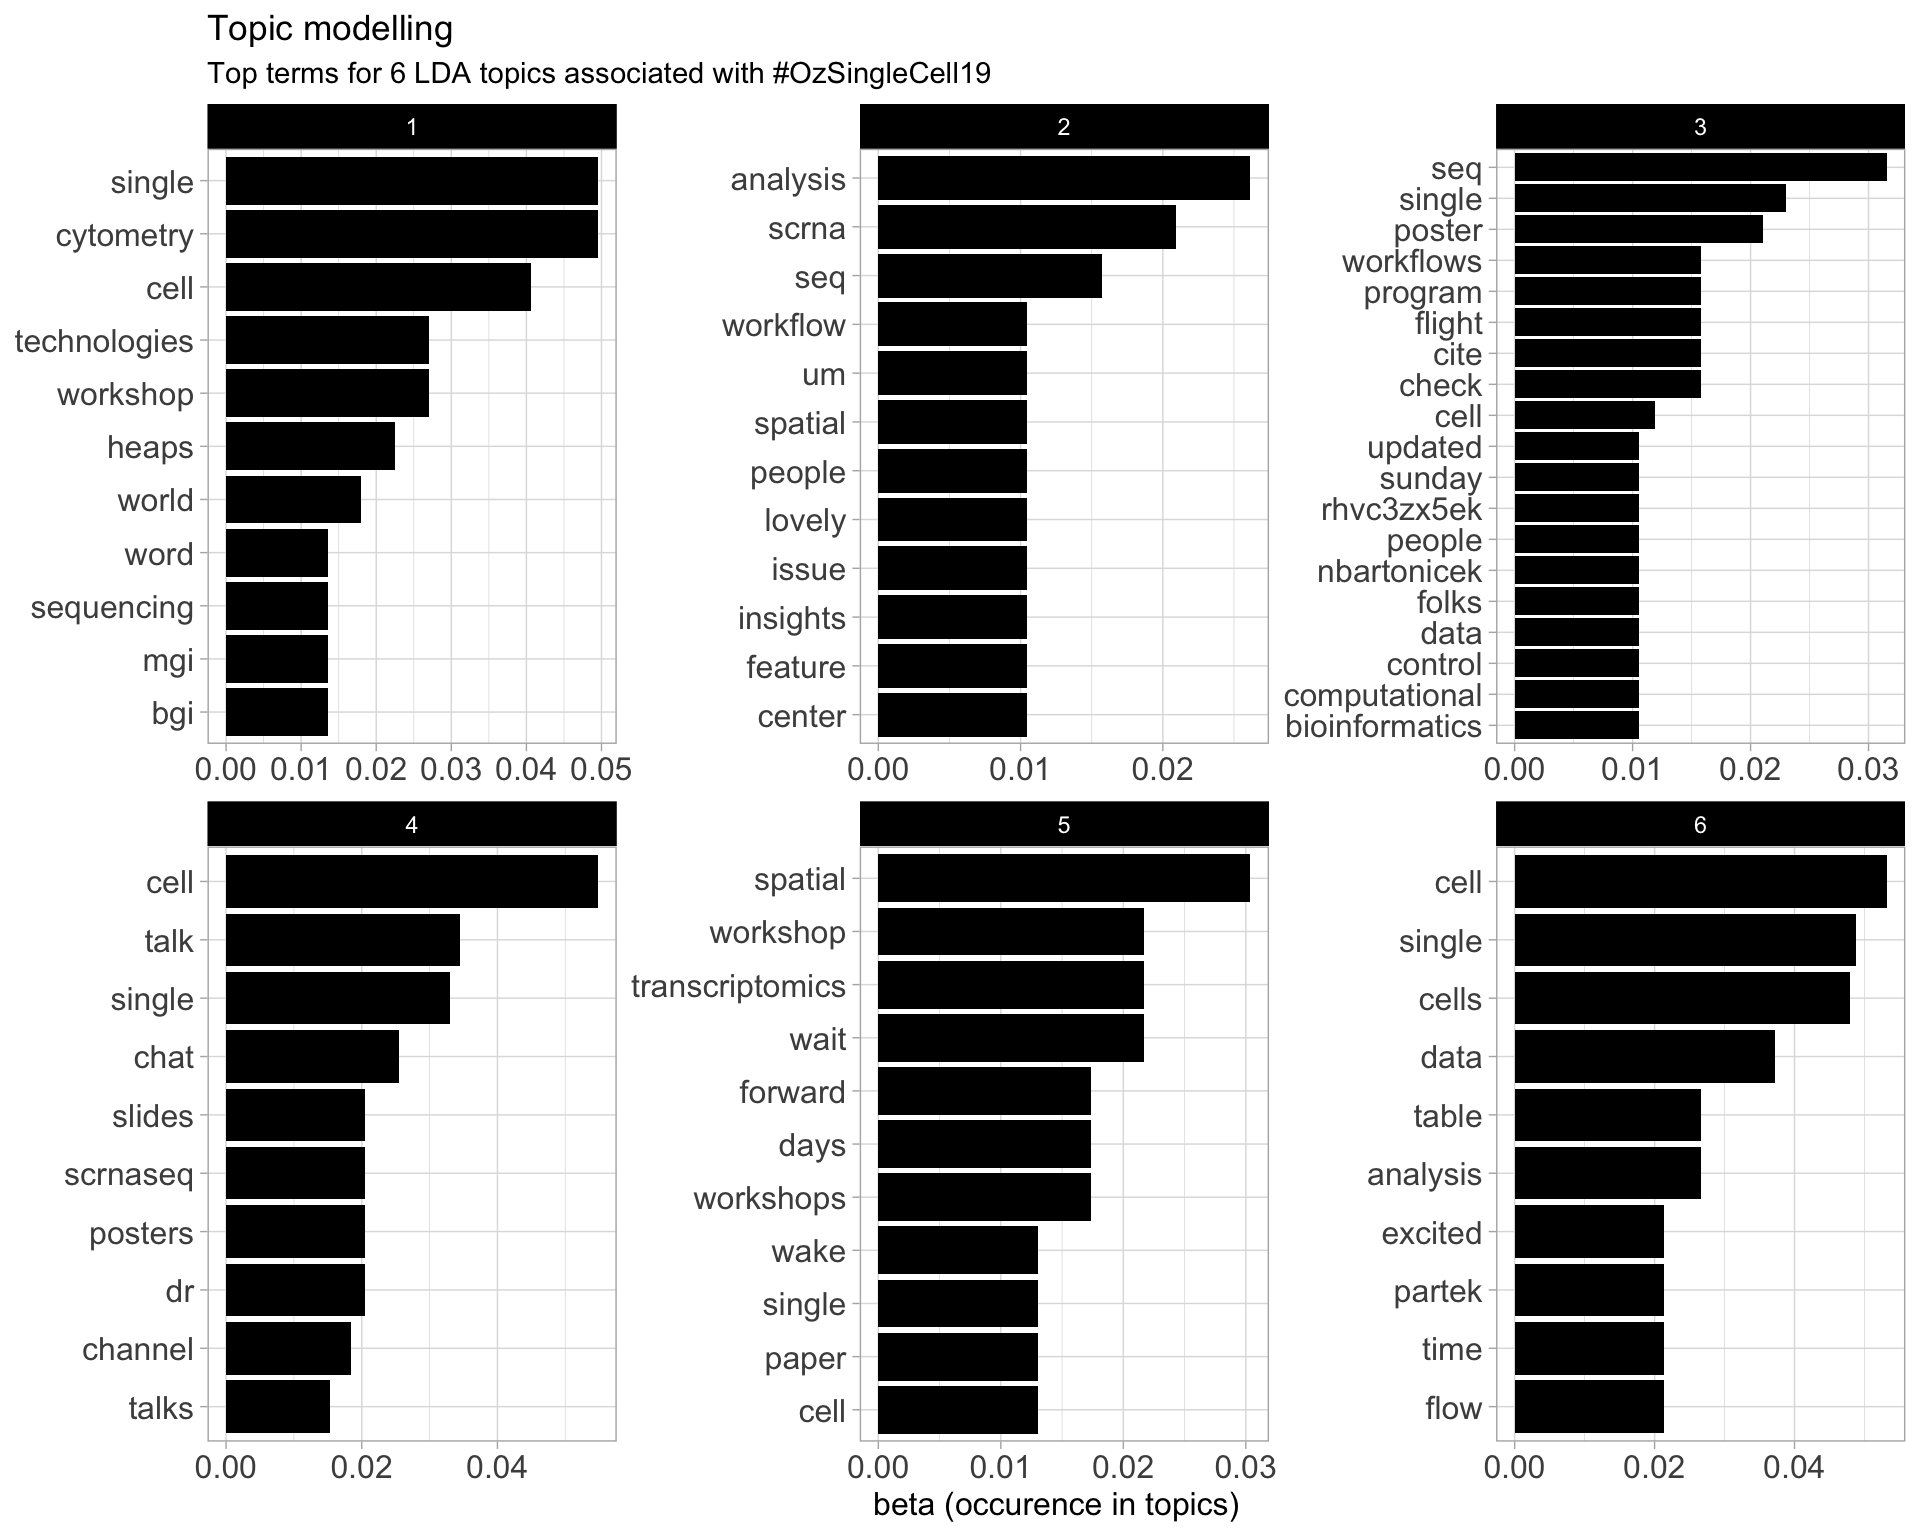 Topic modelling
Top terms for 6 LDA topics associated with #OzSingleCell19
1
single
cytometry
cell
technologies
workshop
heaps
world
word
sequencing
mgi
bgi
0.00 0.01 0.02 0.03 0.04 0.05
2
analysis
scrna
seq
workflow
um
spatial
people
lovely
issue
insights
feature
center
0.00 0.01 0.02
3
seq
single
poster
workflows
program
flight
cite
check
cell
updated
sunday
rhvc3zx5ek
people
nbartonicek
folks
data
control
computational
bioinformatics
0.00 0.01 0.02 0.03
4
cell
talk
single
chat
slides
scrnaseq
posters
dr
channel
talks
0.00 0.02 0.04
5
spatial
workshop
transcriptomics
wait
forward
days
workshops
wake
single
paper
cell
0.00 0.01 0.02 0.03
6
cell
single
cells
data
table
analysis
excited
partek
time
flow
0.00 0.02 0.04
beta (occurence in topics)